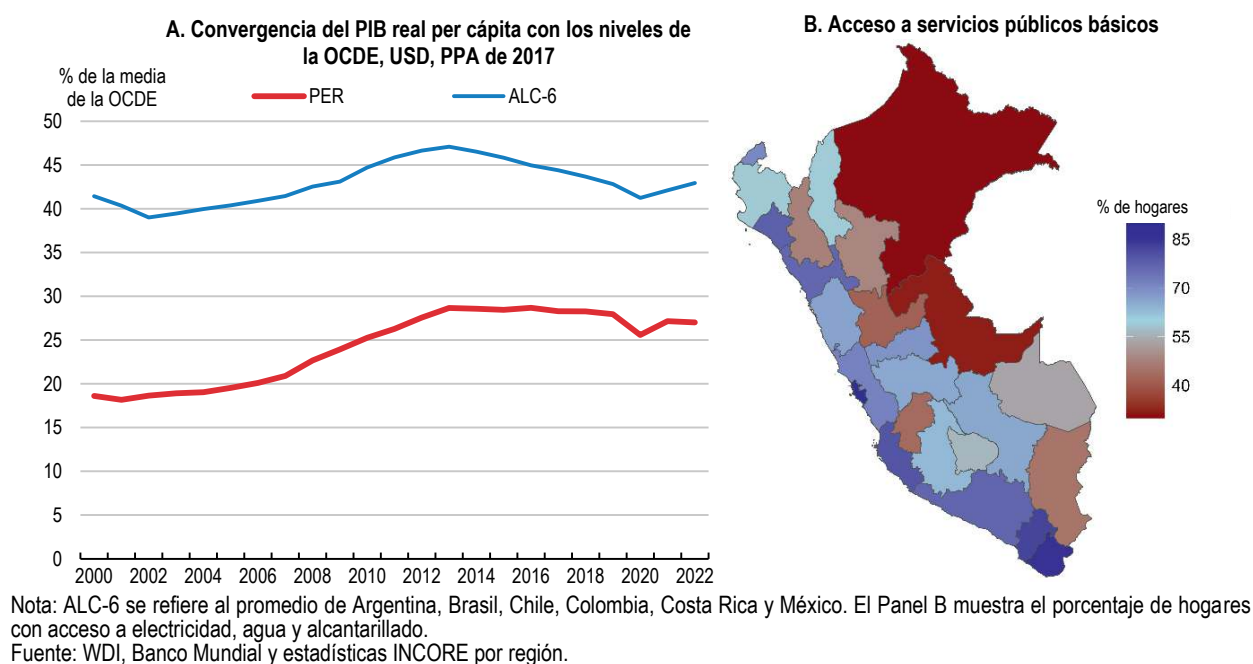 A. Convergencia del PIB real per cápita con los niveles de
la OCDE, USD, PPA de 2017
% de la media
de la OCDE
PER
ALC-6
50
45
40
35
30
25
20
15
10
5
0
2000 2002 2004 2006 2008 2010 2012 2014 2016 2018 2020 2022
B. Acceso a servicios públicos básicos
% de hogares
85
70
55
40
Nota: ALC-6 se refiere al promedio de Argentina, Brasil, Chile, Colombia, Costa Rica y México. El Panel B muestra el porcentaje de hogares
con acceso a electricidad, agua y alcantarillado.
Fuente: WDI, Banco Mundial y estadísticas INCORE por región.